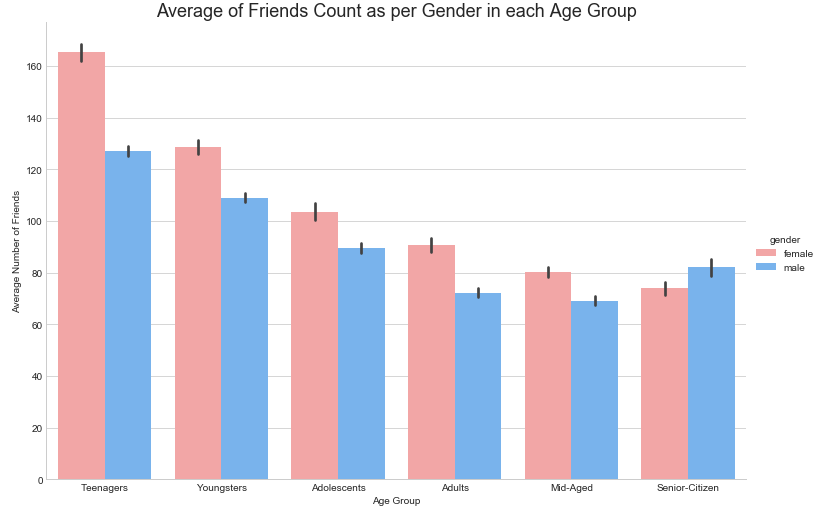 Average of Friends Count as per Gender in each Age Group
160
140
120
100
80
60
40
20
0
Average Number of Friends
Teenagers
Youngsters
Adolescents
Adults
Mid-Aged
Senior-Citizen
Age Group
gender
female
male